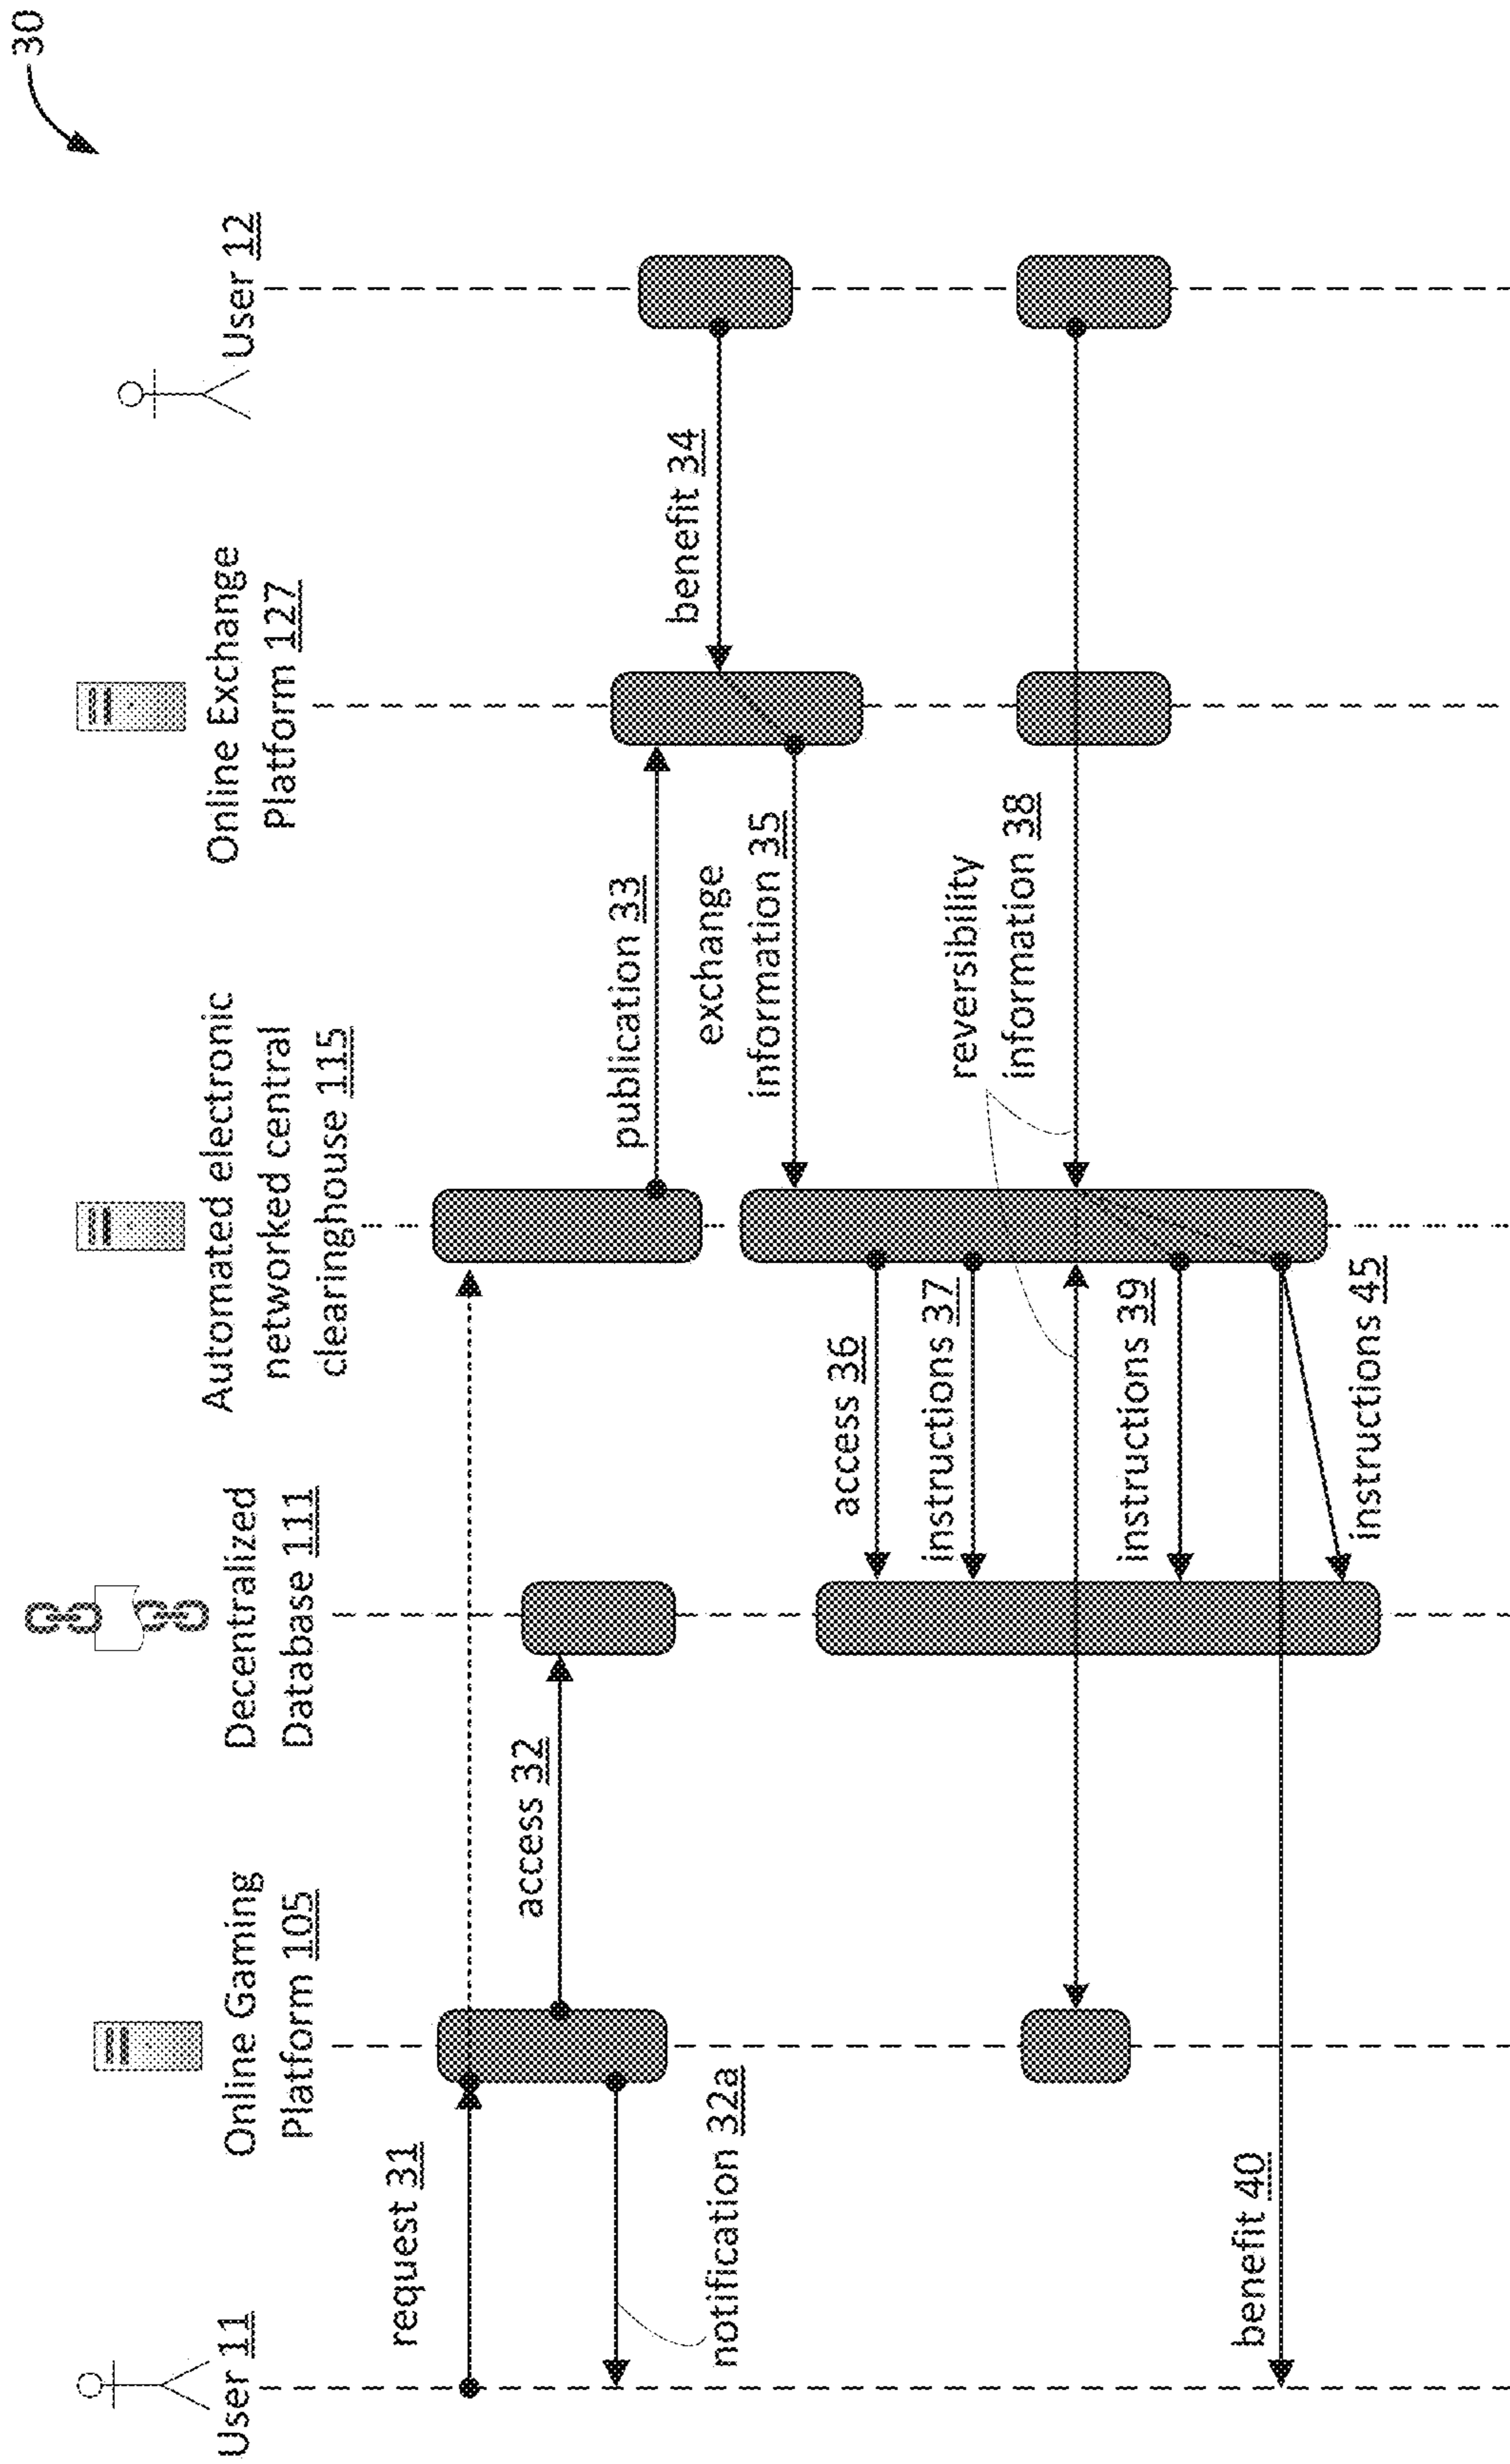 30
User 11
Online Gaming
Platform 105
Decentralized
Database 111
Automated electronic
networked central
clearinghouse 115
Online Exchange
Platform 127
User 12
request 31
access 32
notification 32a
publication 33
benefit 34
exchange
information 35
access 36
instructions 37
reversibility
information 38
instructions 39
benefit 40
instructions 45